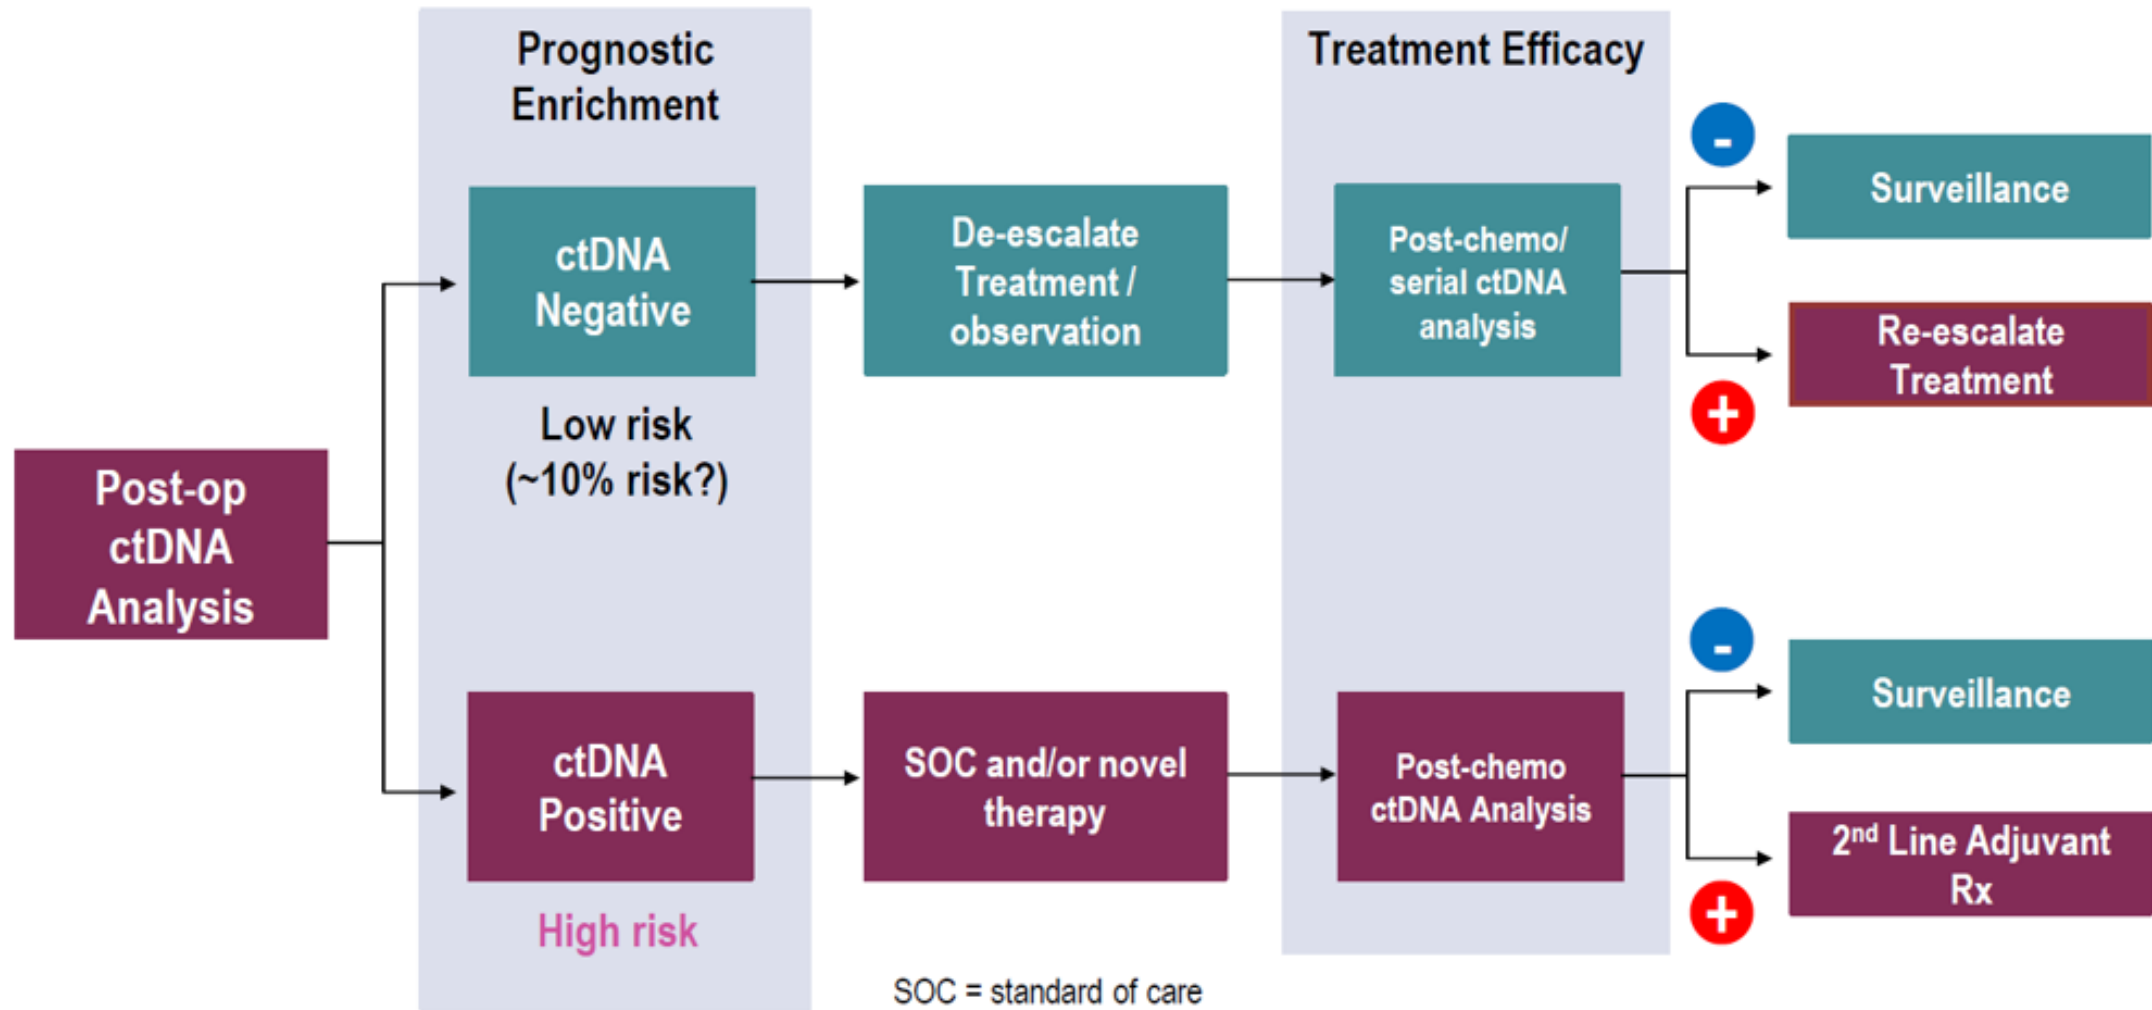 Prognostic
Enrichment
Treatment Efficacy
Post-op
ctDNA
Analysis
ctDNA
Negative
Low risk
(~10% risk?)
De-escalate
Treatment /
observation
Post-chemo/
serial ctDNA
analysis
-
Surveillance
+
Re-escalate
Treatment
ctDNA
Positive
High risk
SOC and/or novel
therapy
Post-chemo
ctDNA Analysis
-
Surveillance
+
2nd Line Adjuvant
Rx
SOC = standard of care